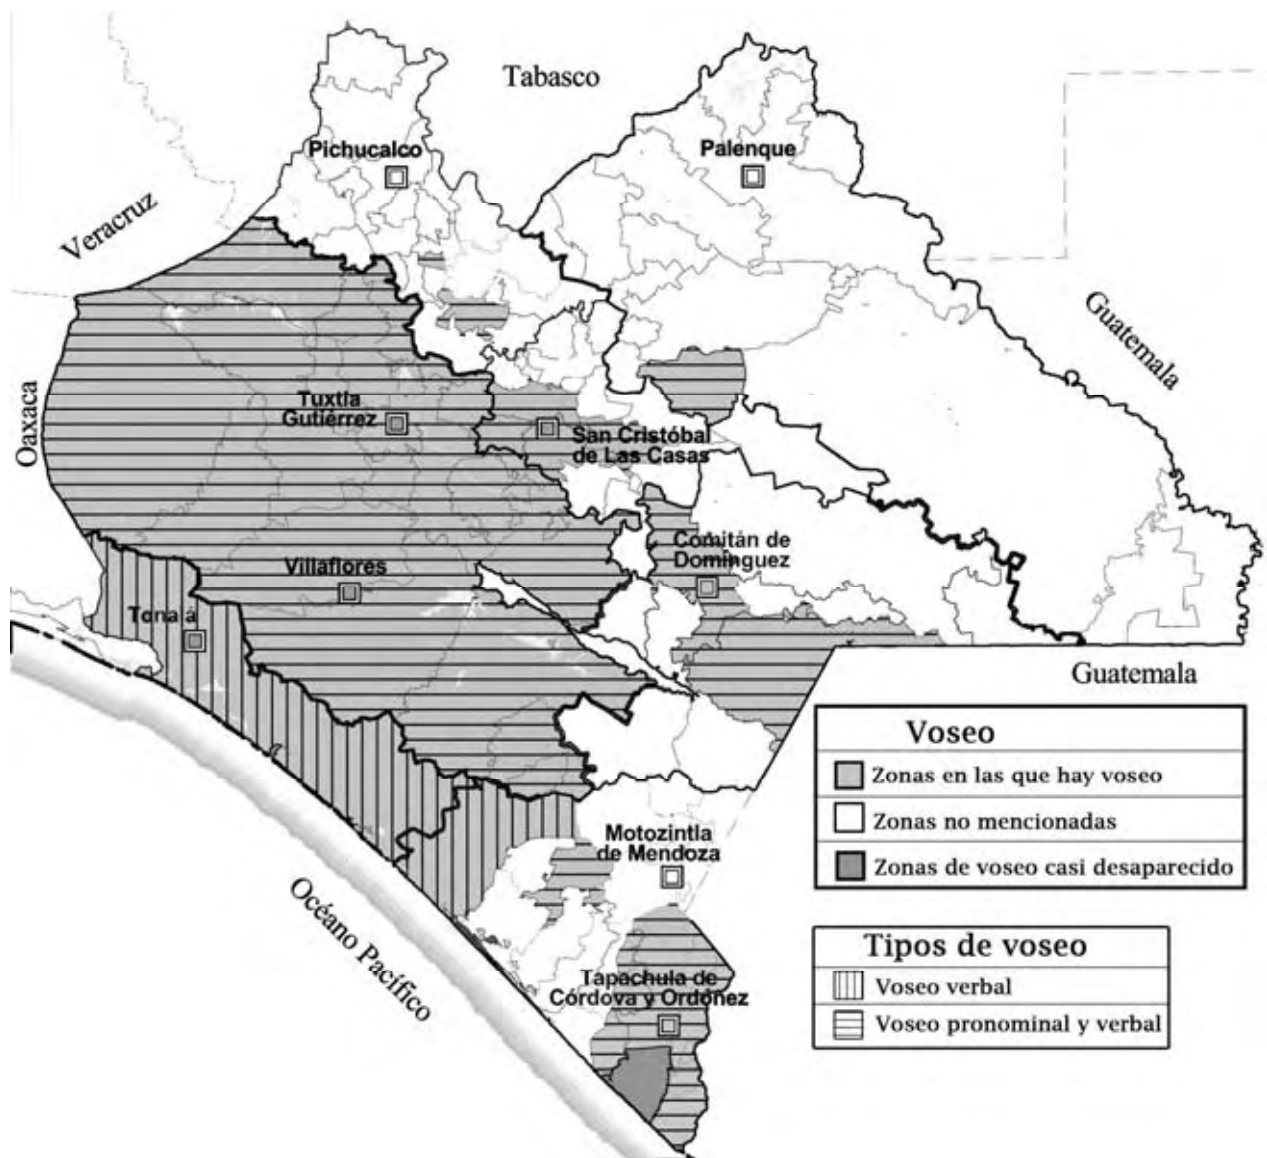 Tabasco
Pichucalco
Palenque
Veracruz
Guatemala
Oaxaca
Tuxtla
Gutiérrez
San Cristóbal
de Las Casas
Comitán de
Domínguez
Villaflores
Tonalá
Guatemala
Voseo
Zonas en las que hay voseo
Zonas no mencionadas
Zonas de voseo casi desaparecido
Motozintla
de Mendoza
Océano Pacífico
Tipos de voseo
Voseo verbal
Voseo pronominal y verbal
Tapachula de
Córdova y Ordóñez